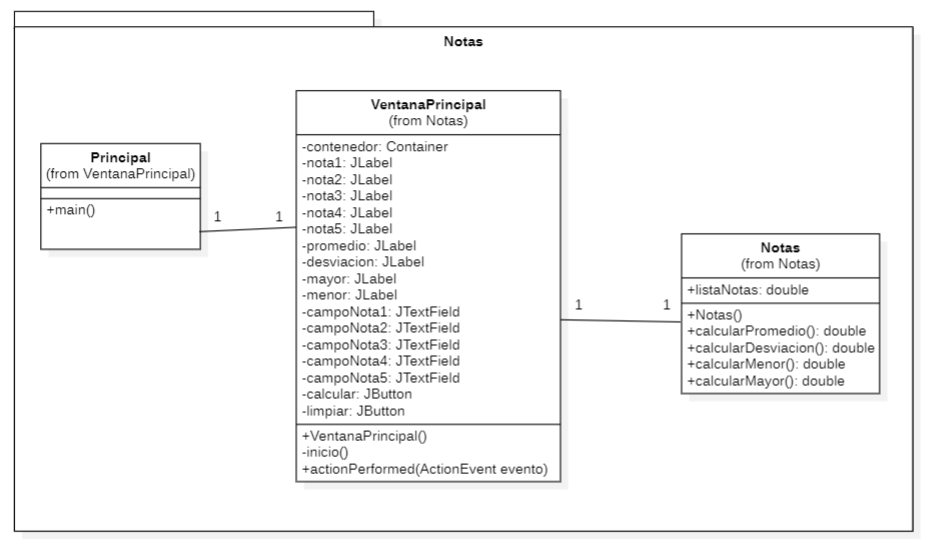 Notas
Principal
(from VentanaPrincipal)
+main()
1
1
VentanaPrincipal
(from Notas)
-contenedor: Container
-nota1: JLabel
-nota2: JLabel
-nota3: JLabel
-nota4: JLabel
-nota5: JLabel
-promedio: JLabel
-desviacion: JLabel
-mayor: JLabel
-menor: JLabel
-campoNota1: JTextField
-campoNota2: JTextField
-campoNota3: JTextField
-campoNota4: JTextField
-campoNota5: JTextField
-calcular: JButton
-limpiar: JButton
+VentanaPrincipal()
-inicio()
+actionPerformed(ActionEvent evento)
1
1
Notas
(from Notas)
+listaNotas: double
+Notas()
+calcularPromedio(): double
+calcularDesviacion(): double
+calcularMenor(): double
+calcularMayor(): double